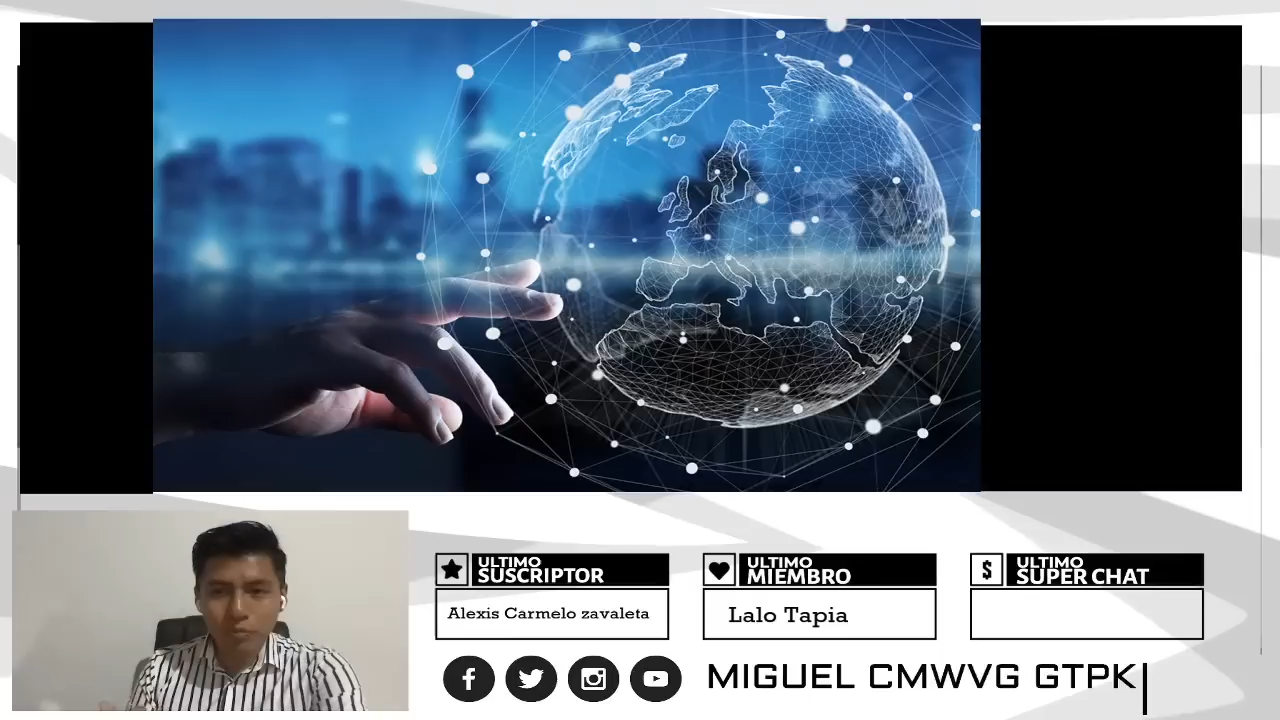 ULTIMO
SUSCRIPTOR
Alexis Carmelo zavaleta
ULTIMO
MIEMBRO
Lalo Tapia
$ ULTIMO
SUPER CHAT
MIGUEL CMWVG GTPK